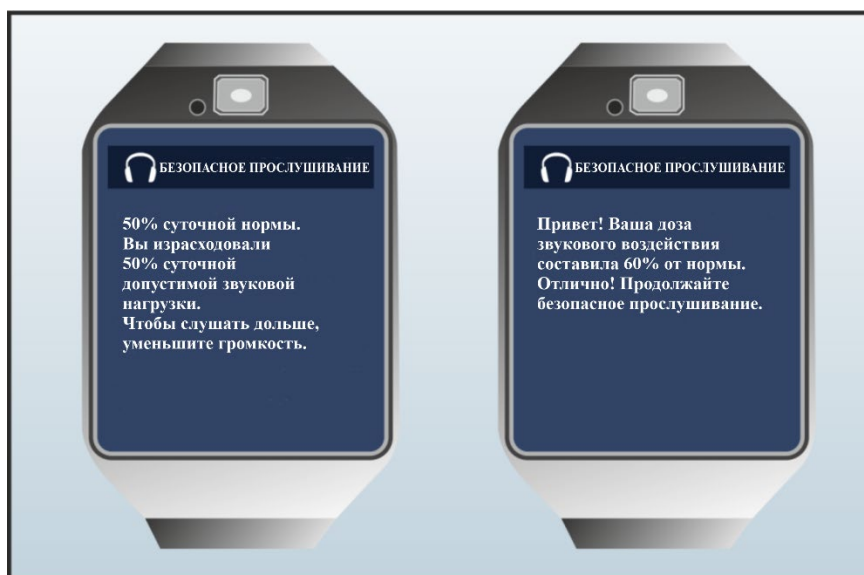 БЕЗОПАСНОЕ ПРОСЛУШИВАНИЕ
50% суточной нормы.
Вы израсходовали
50% суточной
допустимой звуковой
нагрузки.
Чтобы слушать дольше,
уменьшите громкость.
БЕЗОПАСНОЕ ПРОСЛУШИВАНИЕ
Привет! Ваша доза
звукового воздействия
составила 60% от нормы.
Отлично! Продолжайте
безопасное прослушивание.